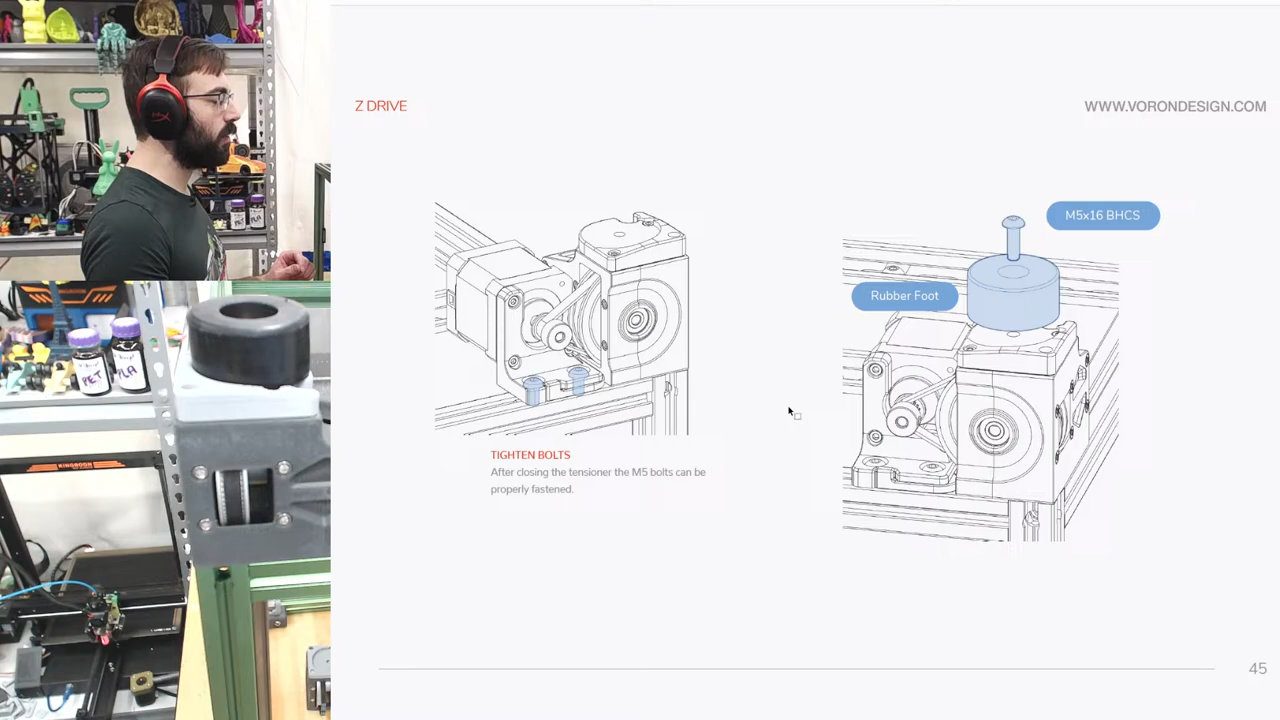 Z DRIVE
WWW.VORONDESIGN.COM
M5x16 BHCS
Rubber Foot
TIGHTEN BOLTS
After closing the tensioner the M5 bolts can be
properly fastened.
45
PET
PLA
KINGROON